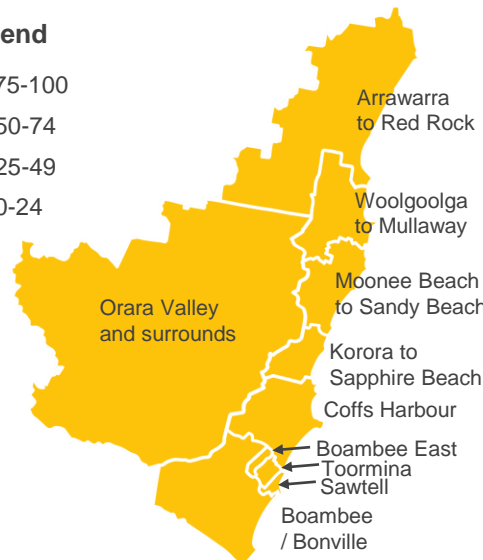 end
75-100
50-74
25-49
0-24
Arrawarra
to Red Rock
Woolgoolga
to Mullaway
Moonee Beach
to Sandy Beach
Orara Valley
and surrounds
Korora to
Sapphire Beach
Coffs Harbour
Boambee East
Toormina
Sawtell
Boambee
/ Bonville